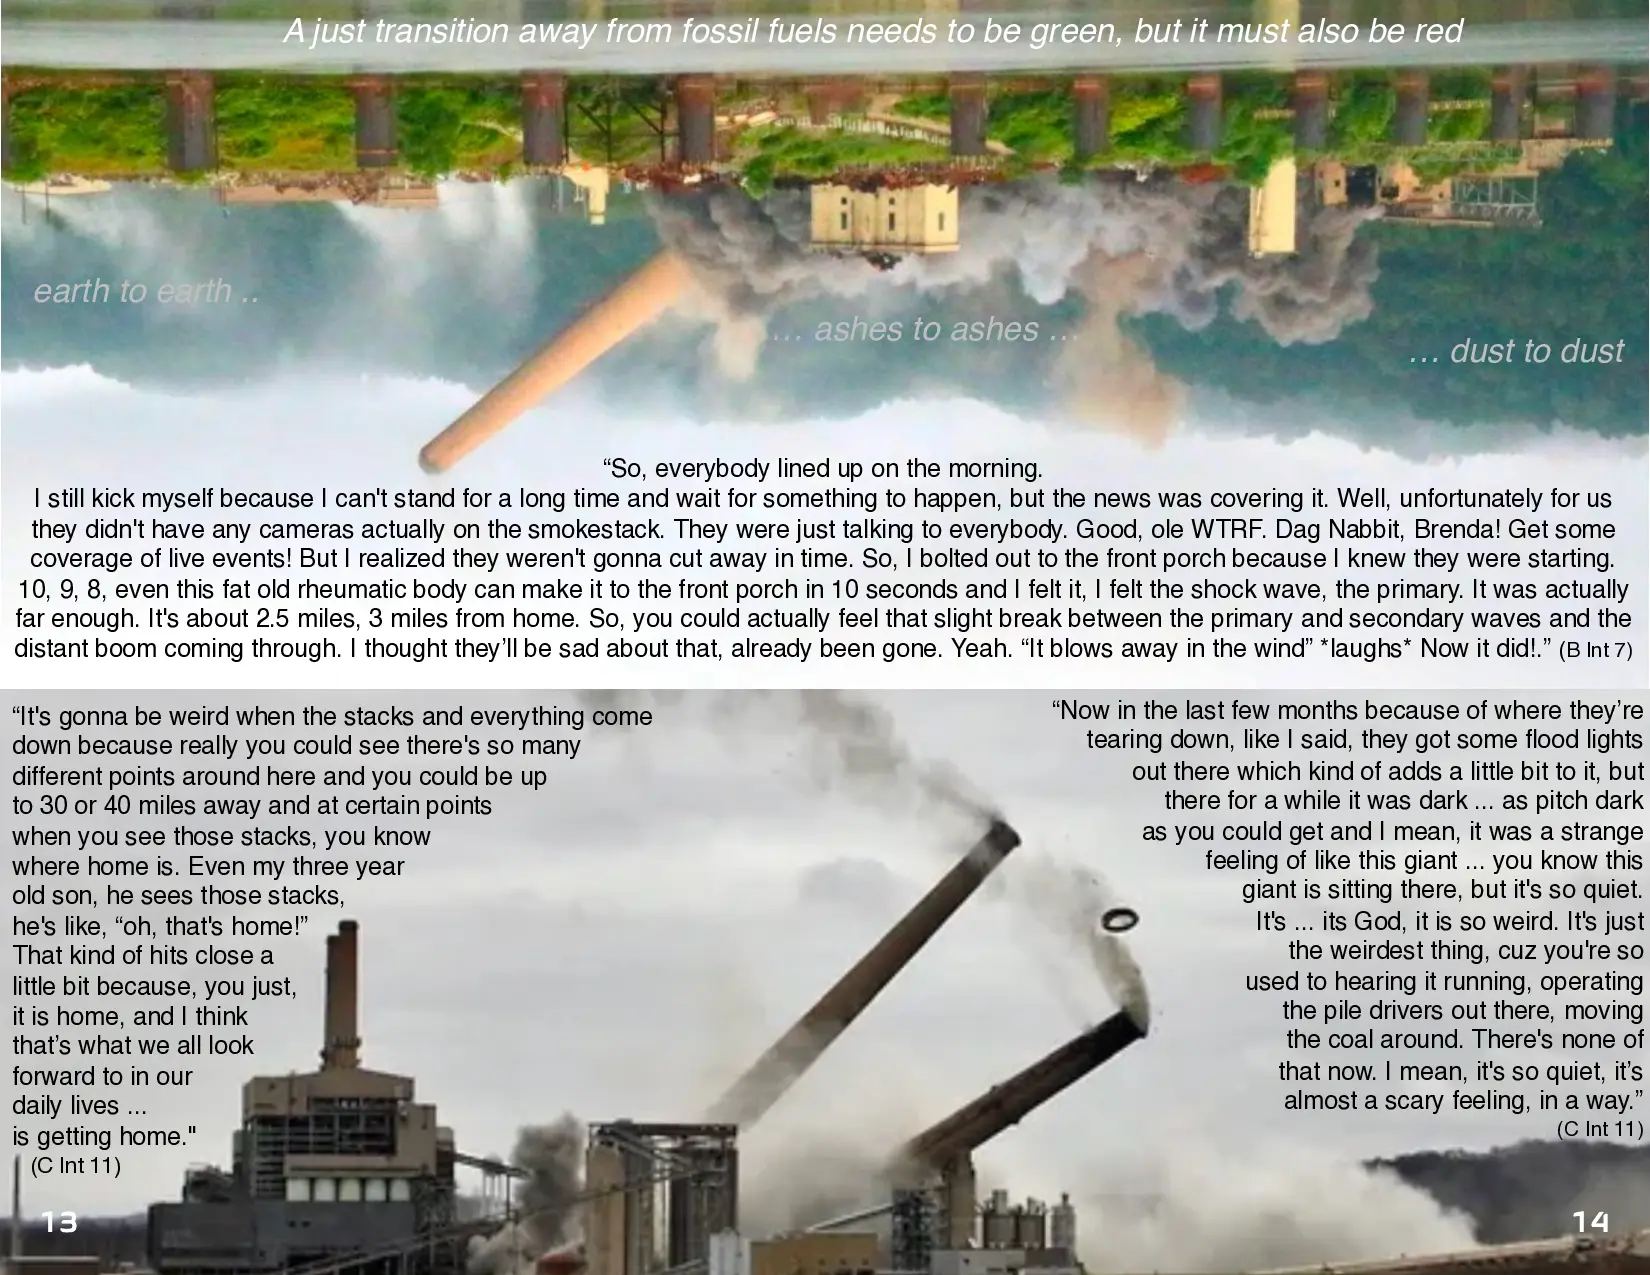 A just transition away from fossil fuels needs to be green, but it must also be red
earth to earth ..
… ashes to ashes …
… dust to dust
“So, everybody lined up on the morning.
I still kick myself because I can't stand for a long time and wait for something to happen, but the news was covering it. Well, unfortunately for us
they didn't have any cameras actually on the smokestack. They were just talking to everybody. Good, ole WTRF. Dag Nabbit, Brenda! Get some
coverage of live events! But I realized they weren't gonna cut away in time. So, I bolted out to the front porch because I knew they were starting.
10, 9, 8, even this fat old rheumatic body can make it to the front porch in 10 seconds and I felt it, I felt the shock wave, the primary. It was actually
far enough. It's about 2.5 miles, 3 miles from home. So, you could actually feel that slight break between the primary and secondary waves and the
distant boom coming through. I thought they’ll be sad about that, already been gone. Yeah. “It blows away in the wind” *laughs* Now it did!.” (B Int 7)
“It's gonna be weird when the stacks and everything come
down because really you could see there's so many
different points around here and you could be up
to 30 or 40 miles away and at certain points
when you see those stacks, you know
where home is. Even my three year
old son, he sees those stacks,
he's like, “oh, that's home!”
That kind of hits close a
little bit because, you just,
it is home, and I think
that’s what we all look
forward to in our
daily lives ...
is getting home."
(C Int 11)
13
“Now in the last few months because of where they’re
tearing down, like I said, they got some flood lights
out there which kind of adds a little bit to it, but
there for a while it was dark ... as pitch dark
as you could get and I mean, it was a strange
feeling of like this giant ... you know this
giant is sitting there, but it's so quiet.
It's ... its God, it is so weird. It's just
the weirdest thing, cuz you're so
used to hearing it running, operating
the pile drivers out there, moving
the coal around. There's none of
that now. I mean, it's so quiet, it’s
almost a scary feeling, in a way.”
(C Int 11)
14